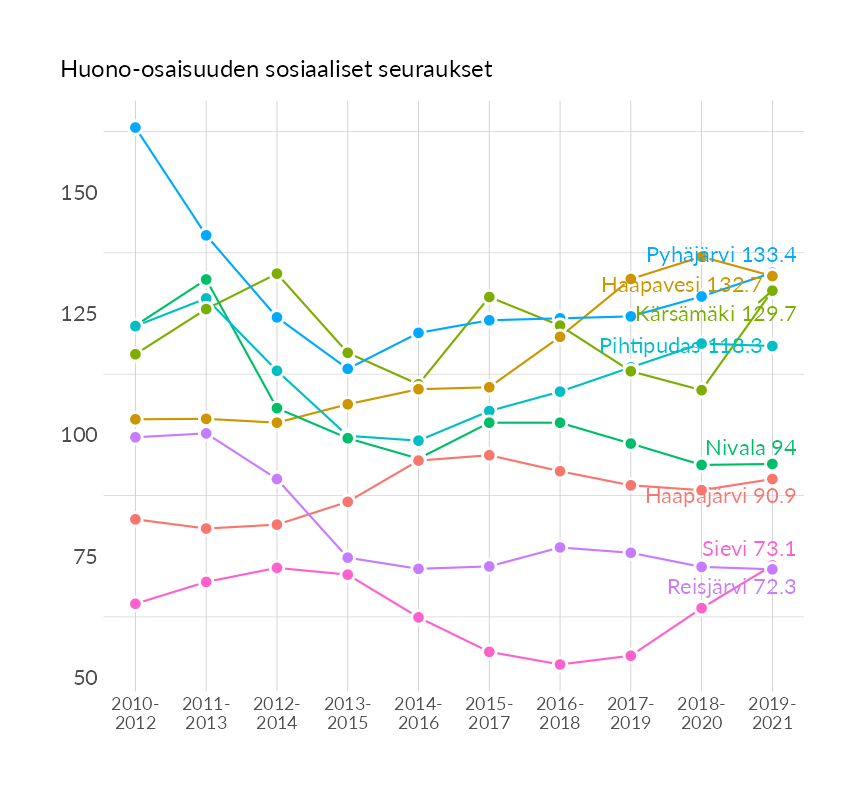 Huono-osaisuuden sosiaaliset seuraukset
150
125
100
75
50
Pyhäjärvi 133.4
Haapavesi 132.7
Kärsämäki 129.7
Pihtipudas 118.3
Nivala 94
Haapajärvi 90.9
Sievi 73.1
Reisjärvi 72.3
2010-2012 2011-2013 2012-2014 2013-2015 2014-2016 2015-2017 2016-2018 2017-2019 2018-2020 2019-2021